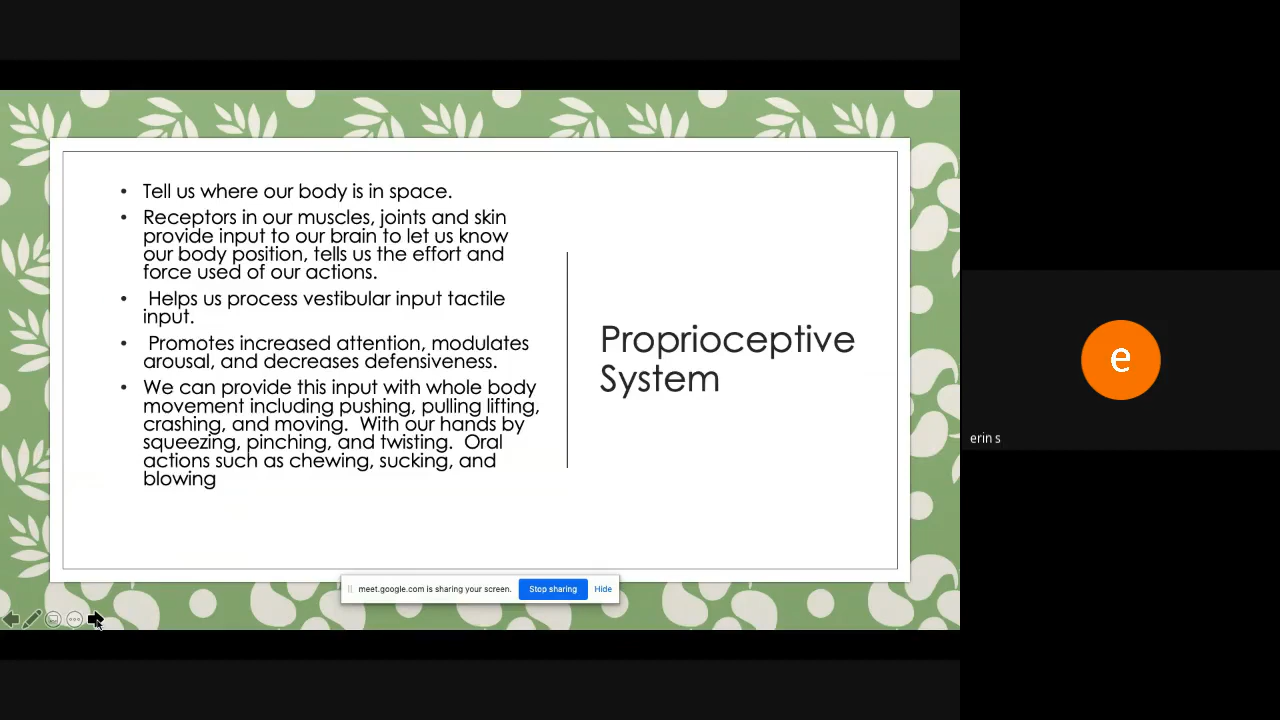 • Tell us where our body is in space.
• Receptors in our muscles, joints and skin
provide input to our brain to let us know
our body position, tells us the effort and
force used of our actions.
• Helps us process vestibular input tactile
input.
• Promotes increased attention, modulates
arousal, and decreases defensiveness.
• We can provide this input with whole body
movement including pushing, pulling lifting,
crashing, and moving.  With our hands by
squeezing, pinching, and twisting.  Oral
actions such as chewing, sucking, and
blowing
Proprioceptive
System
meet.google.com is sharing your screen. Stop sharing Hide
e
erin s